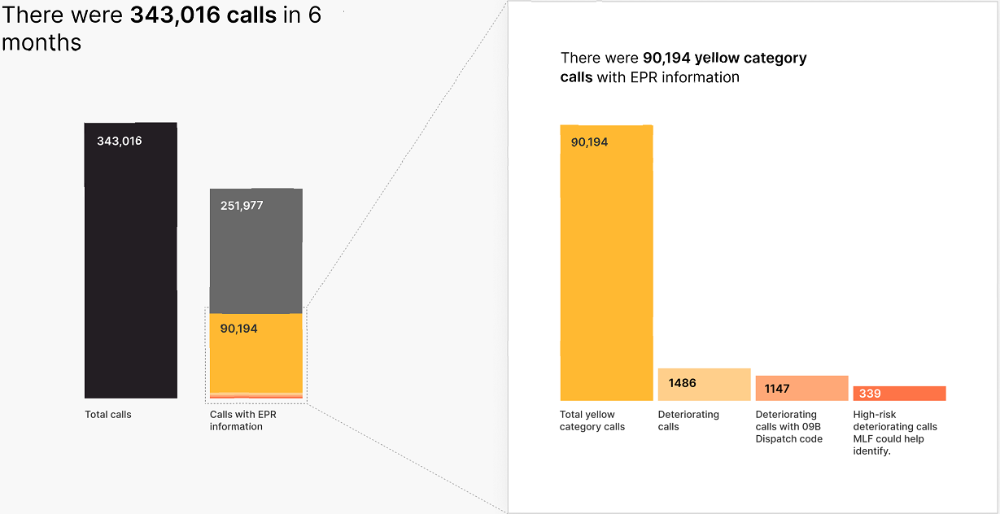 There were 343,016 calls in 6
months
343,016
251,977
90,194
Total calls
Calls with EPR
information
There were 90,194 yellow category
calls with EPR information
90,194
1486
1147
339
Total yellow
category calls
Deteriorating
calls
Deteriorating
calls with 09B
Dispatch code
High-risk
deteriorating calls
MLF could help
identify.